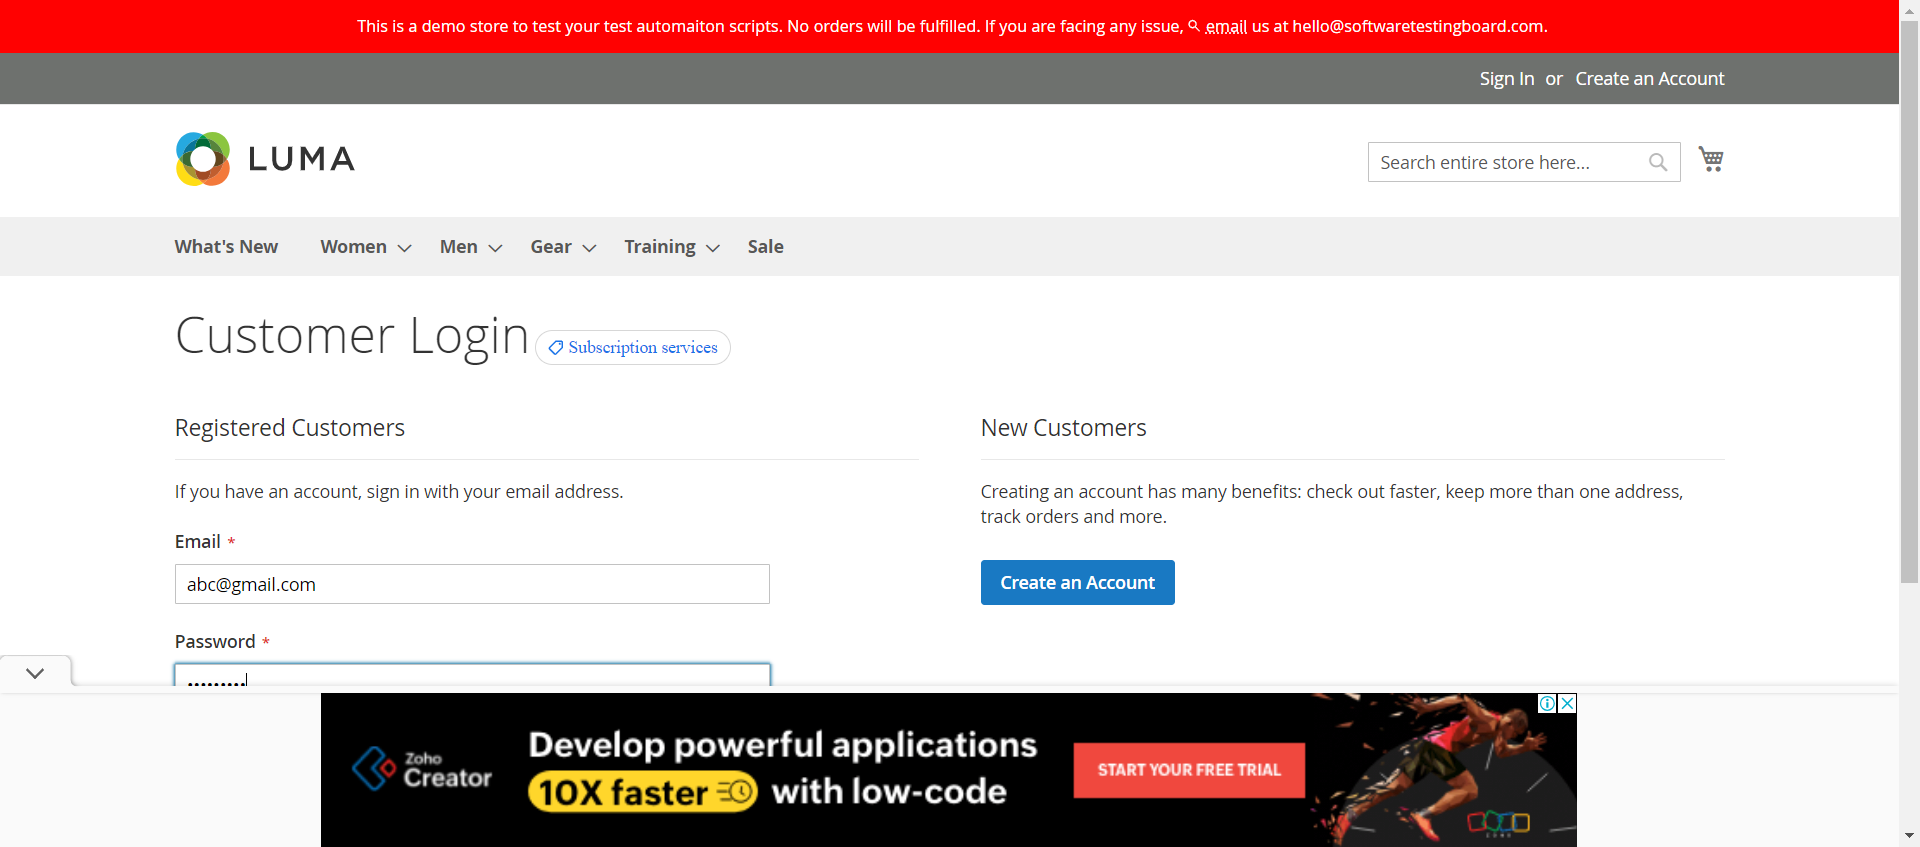 This is a demo store to test your test automaiton scripts. No orders will be fulfilled. If you are facing any issue, email us at hello@softwaretestingboard.com.
Sign In or Create an Account
LUMA
Search entire store here...
What's New Women Men Gear Training Sale
Customer Login
Subscription services
Registered Customers
If you have an account, sign in with your email address.
Email *
abc@gmail.com
Password *
New Customers
Creating an account has many benefits: check out faster, keep more than one address,
track orders and more.
Create an Account
Zoho
Creator
Develop powerful applications
10X faster with low-code
START YOUR FREE TRIAL